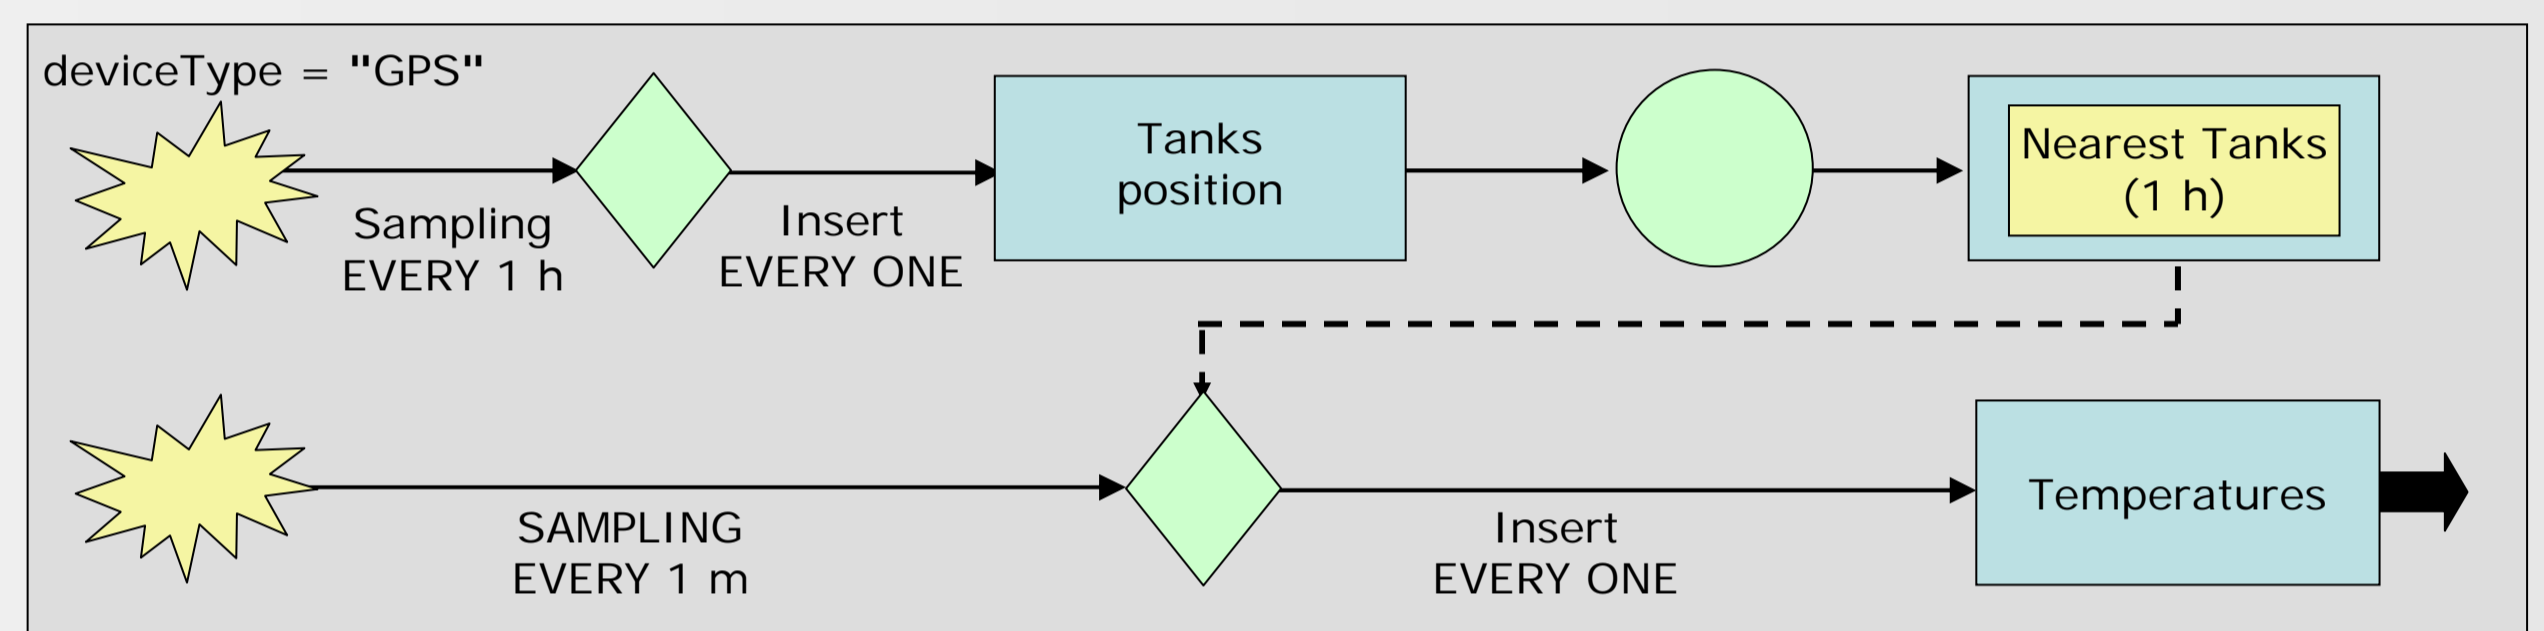 deviceType = "GPS"
Sampling
EVERY 1 h
Insert
EVERY ONE
Tanks
position
Nearest Tanks
(1 h)
SAMPLING
EVERY 1 m
Insert
EVERY ONE
Temperatures